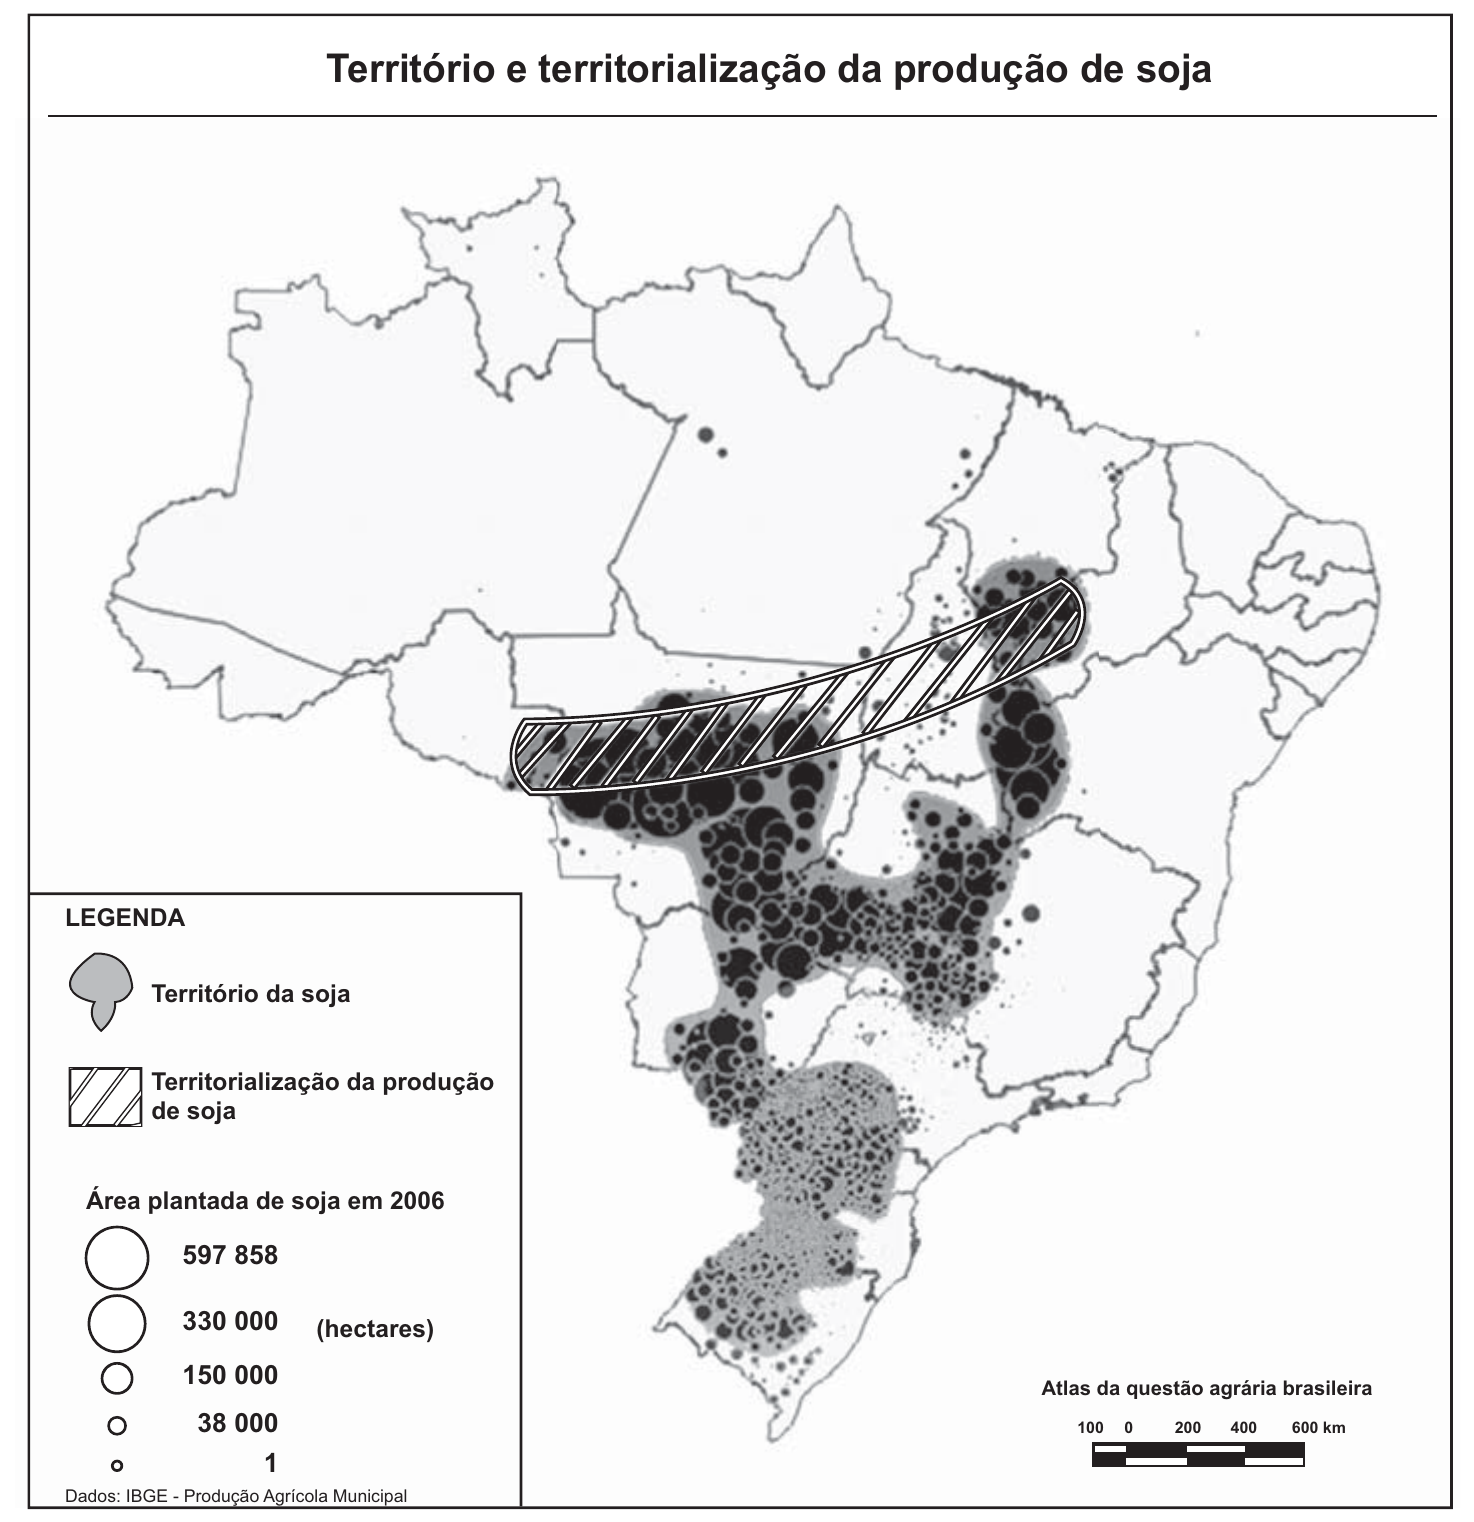 Território e territorialização da produção de soja
LEGENDA
Território da soja
Territorialização da produção
de soja
Área plantada de soja em 2006
597 858
330 000
(hectares)
150 000
38 000
1
Dados: IBGE - Produção Agrícola Municipal
Atlas da questão agrária brasileira
100 0 200 400 600 km